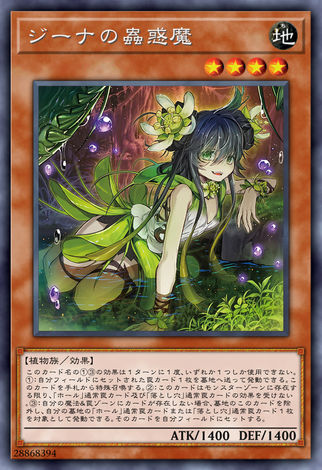 ジーナの蟲惑魔
地
【植物族／効果】
このカード名の①③の効果は１ターンに１度、いずれか１つしか使用できない。
①：自分フィールドにセットされた罠カード１枚を墓地へ送って発動できる。こ
のカードを手札から特殊召喚する。②：このカードはモンスターゾーンに存在す
る限り、「ホール」通常罠カード及び「落とし穴」通常罠カードの効果を受けない
。③：自分の魔法&罠ゾーンにカードが存在しない場合、墓地のこのカードを除
外し、自分の墓地の「ホール」通常罠カードまたは「落とし穴」通常罠カード１枚
を対象として発動できる。そのカードを自分フィールドにセットする。
ATK/1400 DEF/1400
28868394